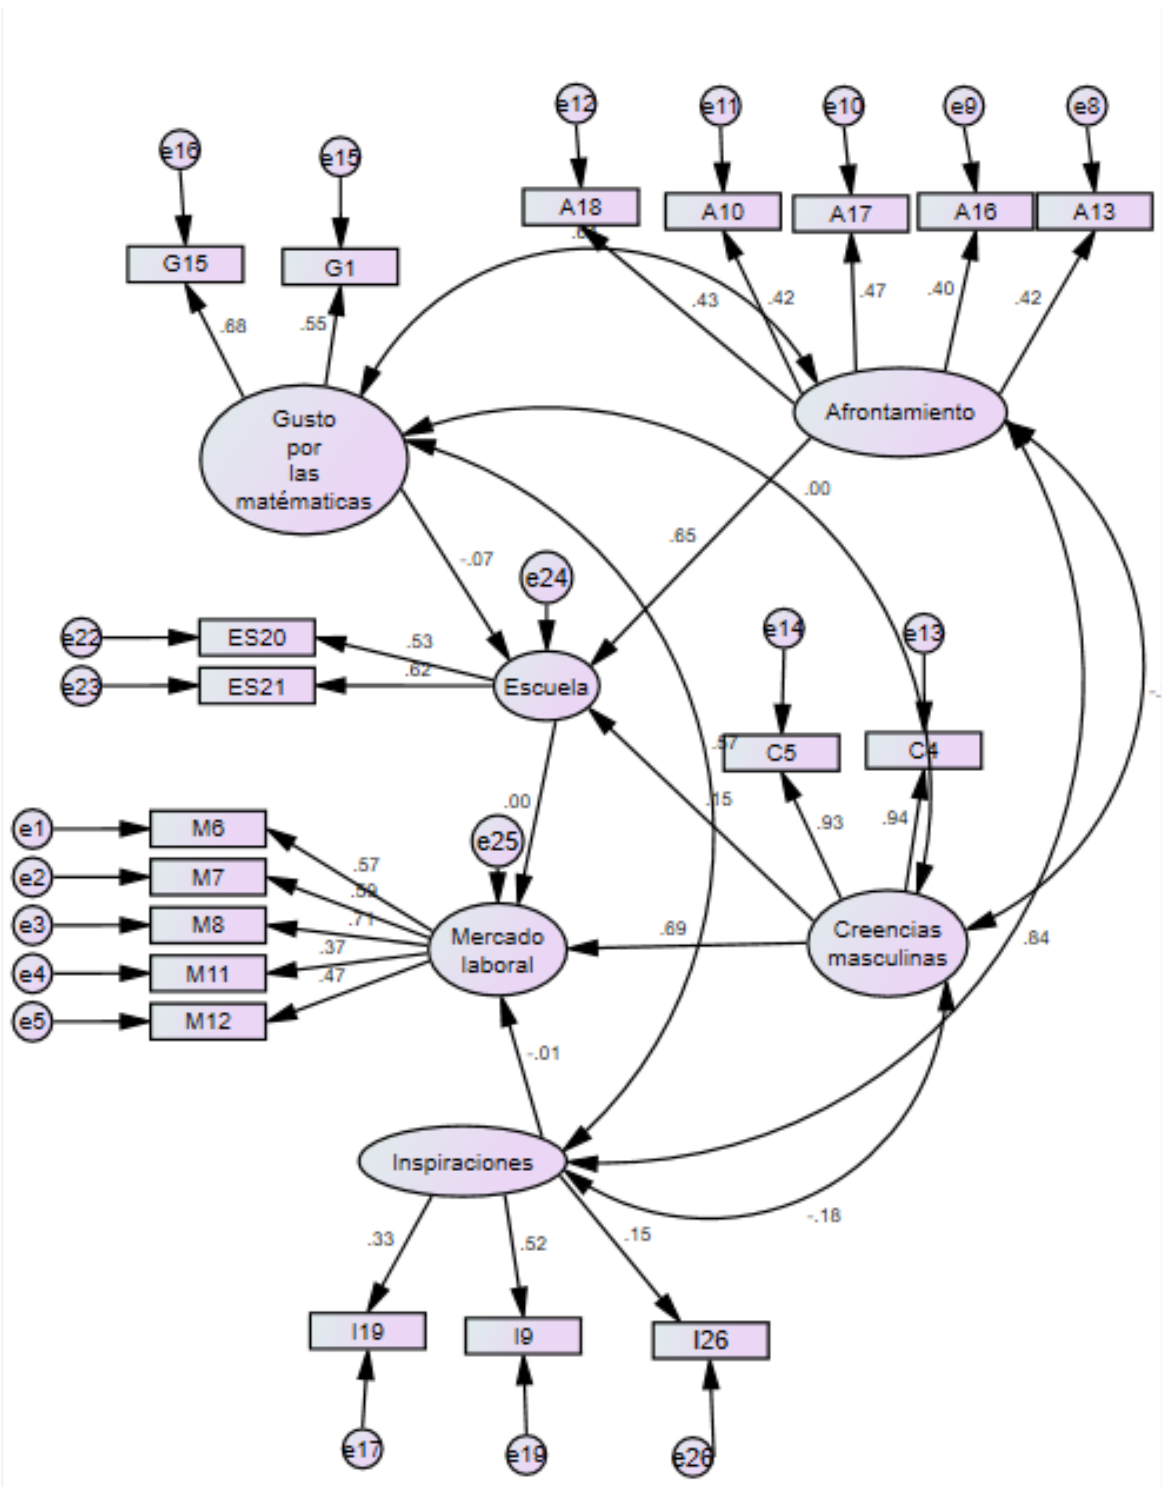 e12
e11
e10
e9
e8
e16
e15
A18
A10
A17
A16
A13
G15
G1
.43
.42
.47
.40
.42
.68
.55
Gusto
por
las
matématicas
Afrontamiento
.00
.65
-.07
e24
e22
ES20
.53
e14
e13
e23
ES21
.62
Escuela
-.
.57
C5
C4
.00
.15
e1
M6
e25
.93
.94
.57
e2
M7
.59
e3
M8
.71
Mercado
laboral
.69
Creencias
masculinas
.37
.84
e4
M11
.47
e5
M12
-.01
Inspiraciones
-.18
.33
.52
.15
I19
I9
I26
e17
e19
e26